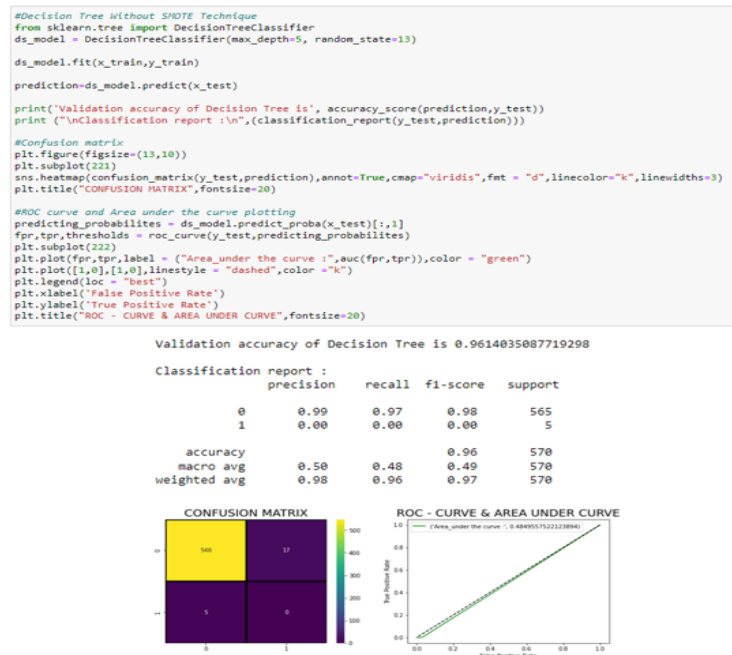 #Decision Tree Without SMOTE Technique
from sklearn.tree import DecisionTreeClassifier
ds_model = DecisionTreeClassifier(max_depth=5, random_state=13)
ds_model.fit(x_train,y_train)
prediction=ds_model.predict(x_test)
print('Validation accuracy of Decision Tree is', accuracy_score(prediction,y_test))
print ("\nClassification report :\n",(classification_report(y_test,prediction)))
#Confusion matrix
plt.figure(figsize=(13,10))
plt.subplot(221)
sns.heatmap(confusion_matrix(y_test,prediction),annot=True,cmap="viridis",fmt = "d",linecolor="k",linewidths=3)
plt.title("CONFUSION MATRIX",fontsize=20)
#ROC curve and Area under the curve plotting
predicting_probabilites = ds_model.predict_proba(x_test)[:,1]
fpr,tpr,thresholds = roc_curve(y_test,predicting_probabilites)
plt.subplot(222)
plt.plot(fpr,tpr,label = ("Area_under the curve :",auc(fpr,tpr)),color = "green")
plt.plot([1,0],[1,0],linestyle = "dashed",color ="k")
plt.legend(loc = "best")
plt.xlabel('False Positive Rate')
plt.ylabel('True Positive Rate')
plt.title("ROC - CURVE & AREA UNDER CURVE",fontsize=20)
Validation accuracy of Decision Tree is 0.9614035087719298
Classification report :
precision recall f1-score support
0 0.99 0.97 0.98 565
1 0.00 0.00 0.00 5
accuracy 0.96 570
macro avg 0.50 0.48 0.49 570
weighted avg 0.98 0.96 0.97 570
CONFUSION MATRIX
0 548 17
1 5 0
0 1
500
400
300
200
100
0
ROC - CURVE & AREA UNDER CURVE
('Area_under the curve :', 0.4849557522123894)
True Positive Rate
1.0
0.8
0.6
0.4
0.2
0.0
0.0 0.2 0.4 0.6 0.8 1.0
False Positive Rate